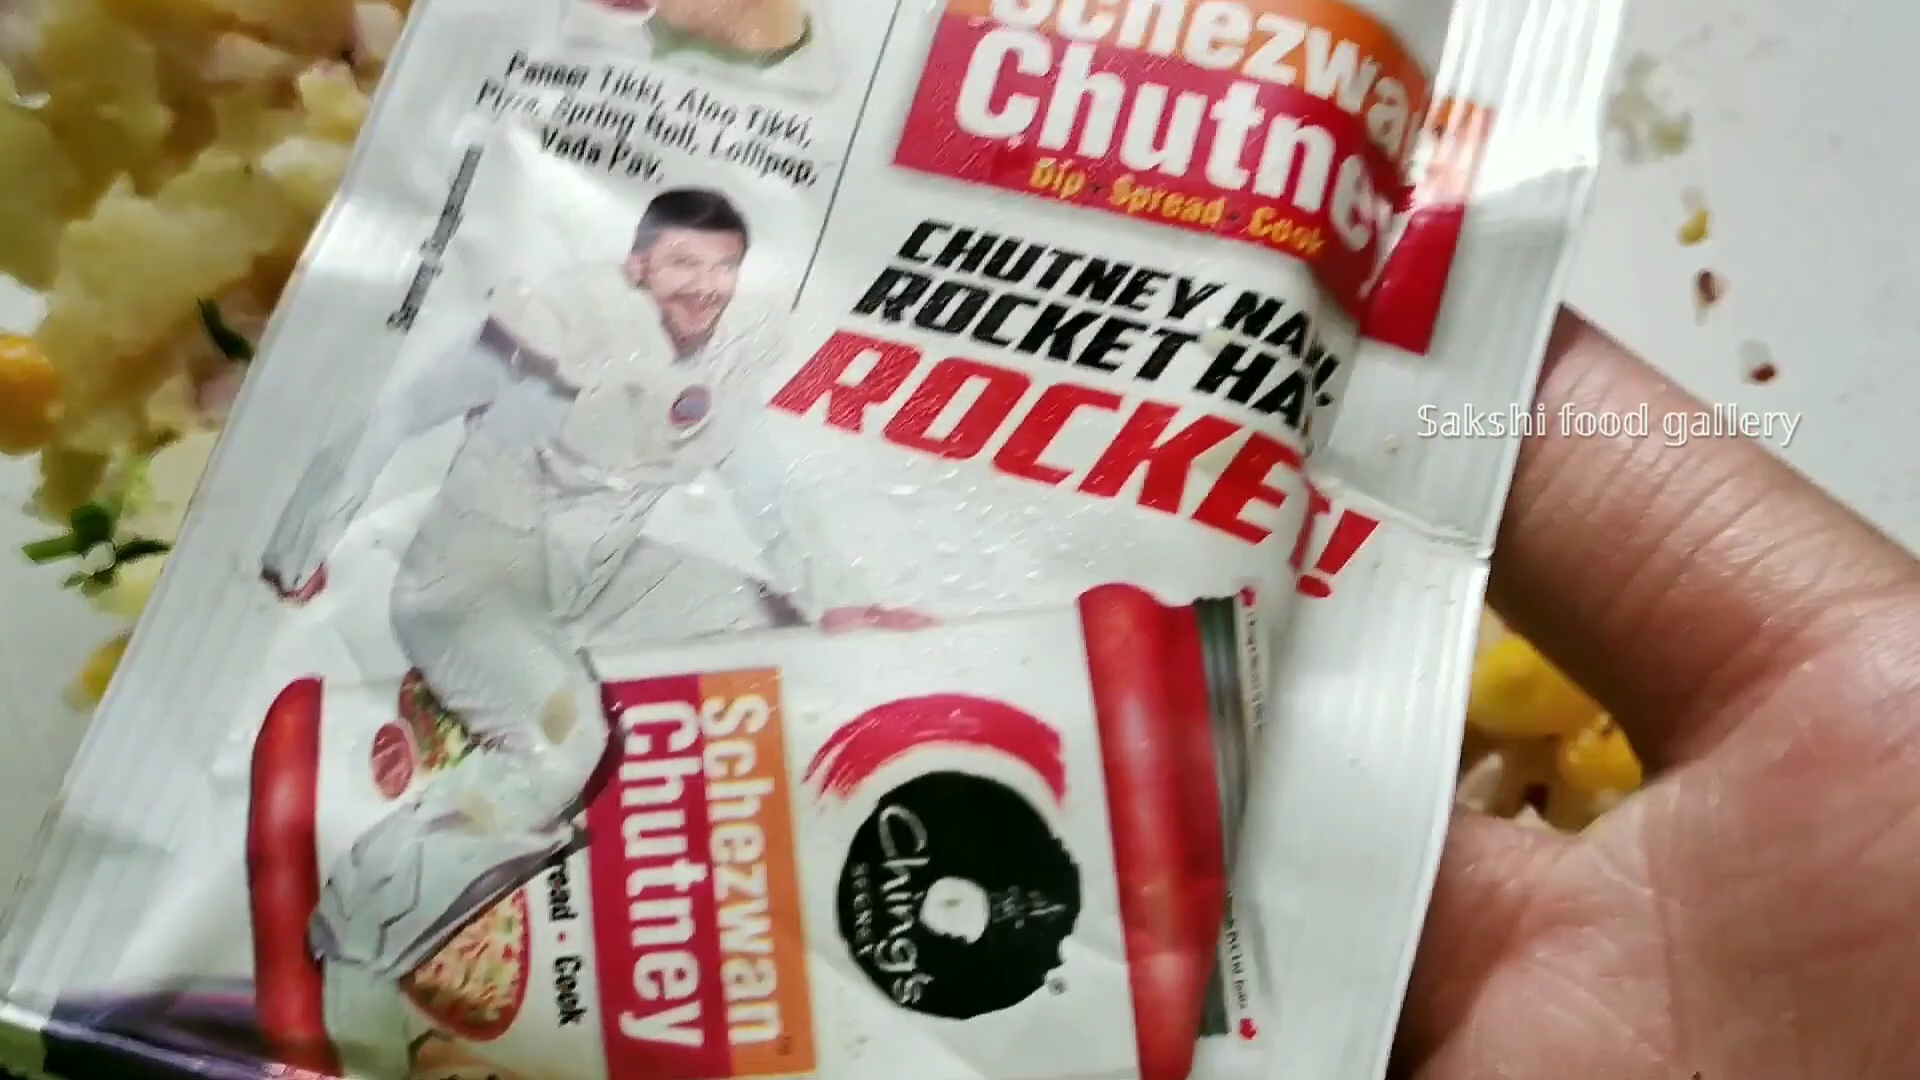 Paneer Tikki, Aloo Tikki,
Pizza, Spring Roll, Lollipop,
Vada Pav.
Schezwan
Chutney
Dip - Spread - Cook
CHUTNEY NAHI
ROCKET HAI
ROCKET!
Sakshi food gallery
Schezwan
Chutney
Spread - Cook
Ching's
SECRET